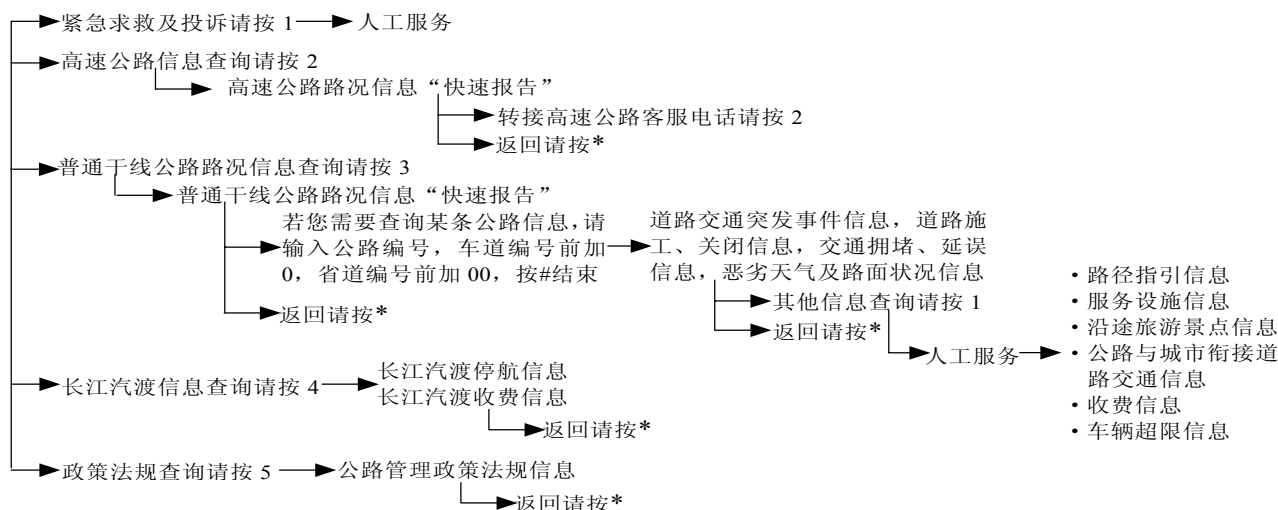 紧急求救及投诉请按 1
人工服务
高速公路信息查询请按 2
高速公路路况信息“快速报告”
转接高速公路客服电话请按 2
返回请按*
普通干线公路路况信息查询请按 3
普通干线公路路况信息“快速报告”
若您需要查询某条公路信息,请
输入公路编号，车道编号前加
0，省道编号前加 00，按#结束
返回请按*
道路交通突发事件信息，道路施
工、关闭信息，交通拥堵、延误
信息，恶劣天气及路面状况信息
其他信息查询请按 1
返回请按*
人工服务
·路径指引信息
·服务设施信息
·沿途旅游景点信息
·公路与城市衔接道
路交通信息
·收费信息
·车辆超限信息
长江汽渡信息查询请按 4
长江汽渡停航信息
长江汽渡收费信息
返回请按*
政策法规查询请按 5
公路管理政策法规信息
返回请按*